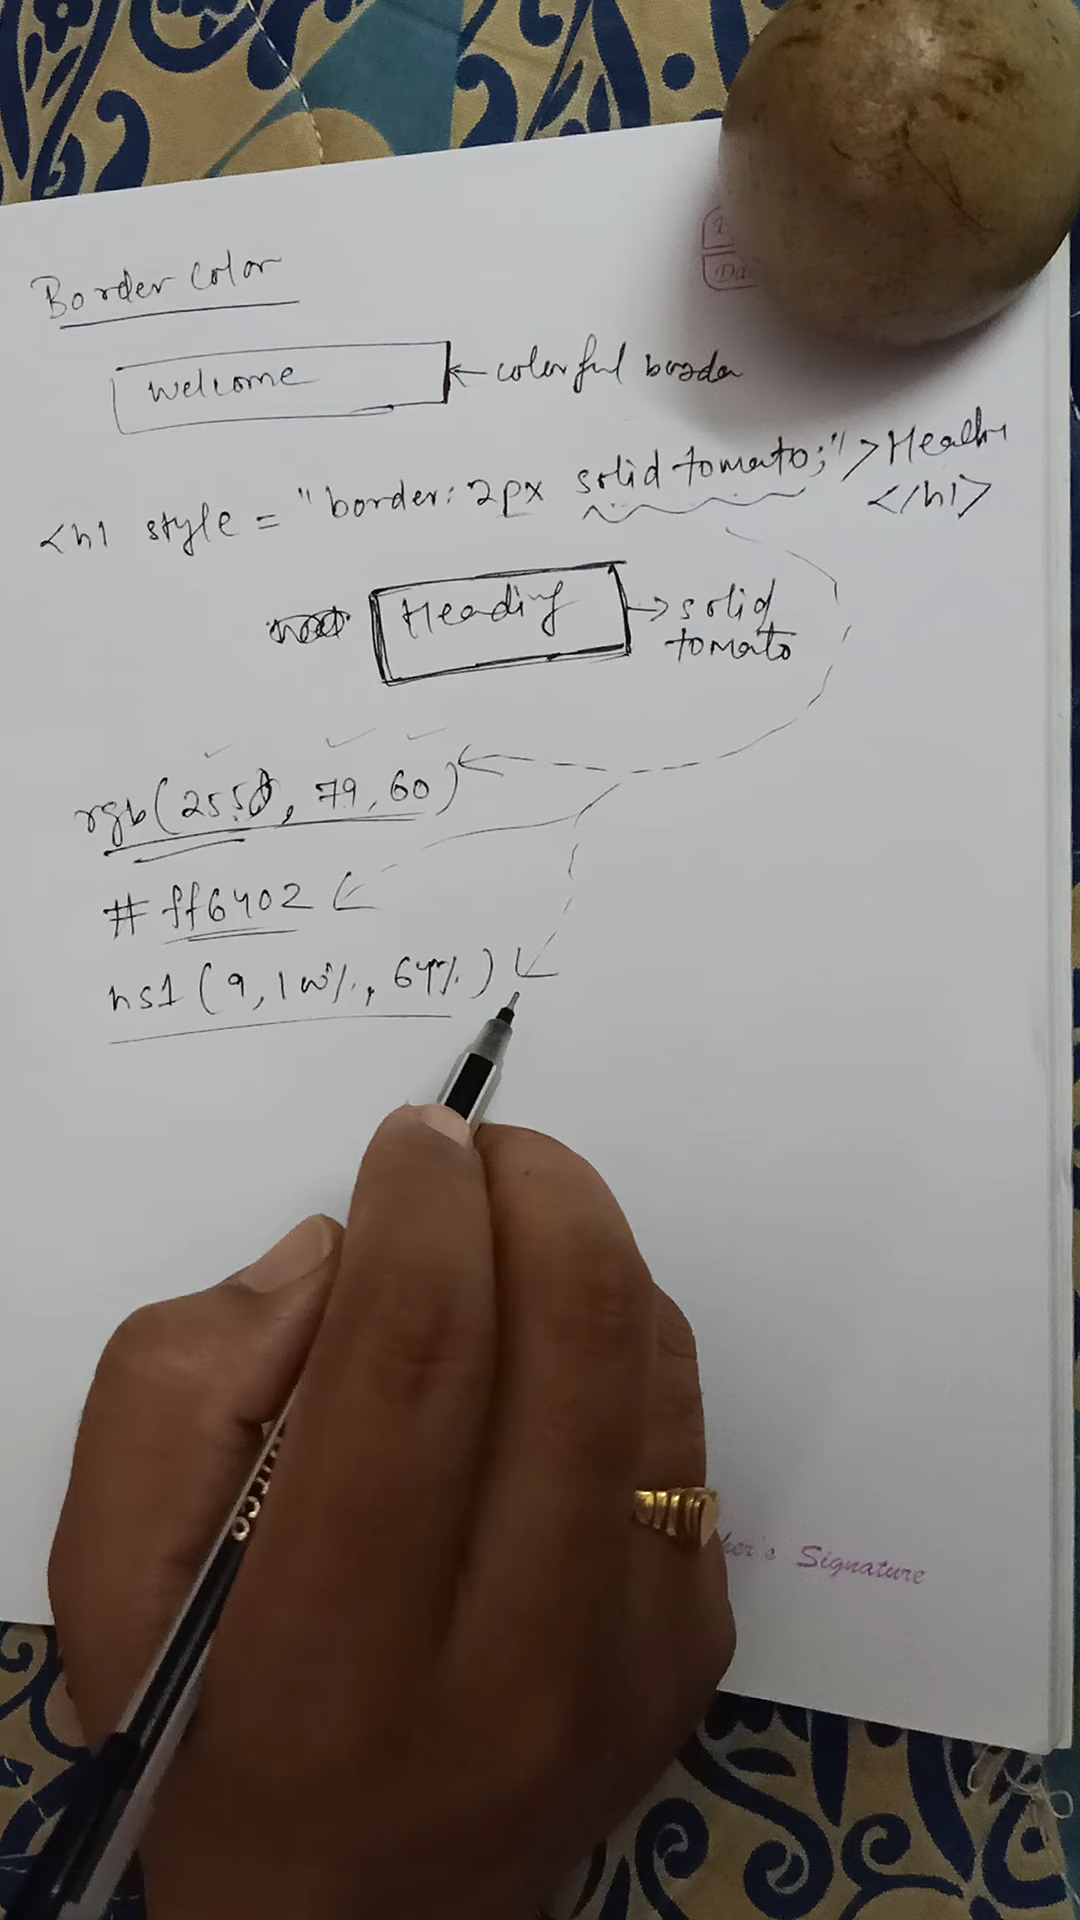 Border Color
Welcome ← colorful border
<h1 style = "border: 2px solid tomato;">
</h1>
Heading → solid
tomato
rgb(255, 79, 60)
#ff6402
hsl (9, 100%, 64%)
Signature